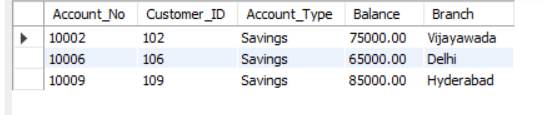 Account_No Customer_ID Account_Type Balance Branch
10002 102 Savings 75000.00 Vijayawada
10006 106 Savings 65000.00 Delhi
10009 109 Savings 85000.00 Hyderabad